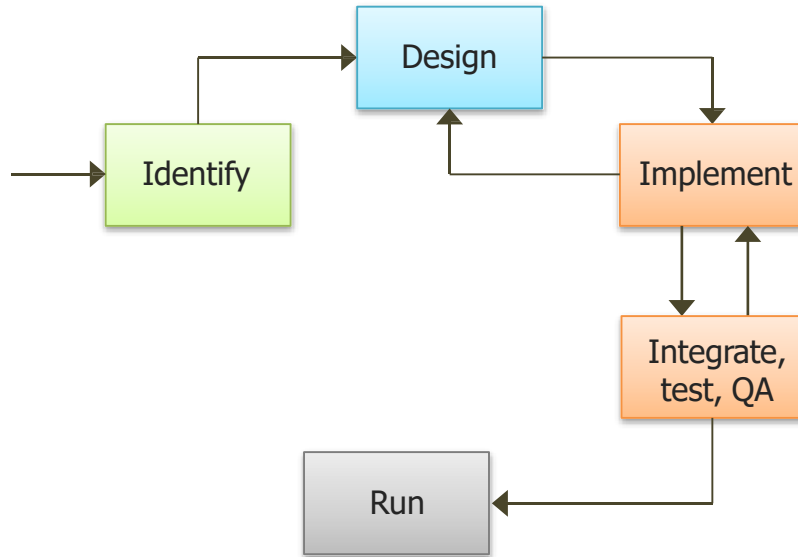 Design
Identify
Implement
Integrate,
test, QA
Run